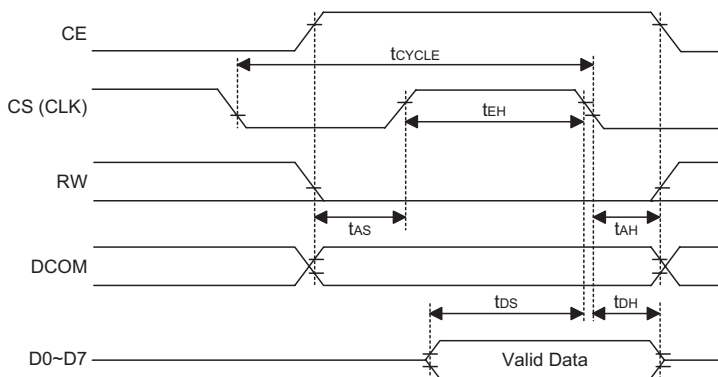 CE
tCYCLE
CS (CLK)
tEH
RW
tAS
tAH
DCOM
tDS
tDH
D0~D7
Valid Data